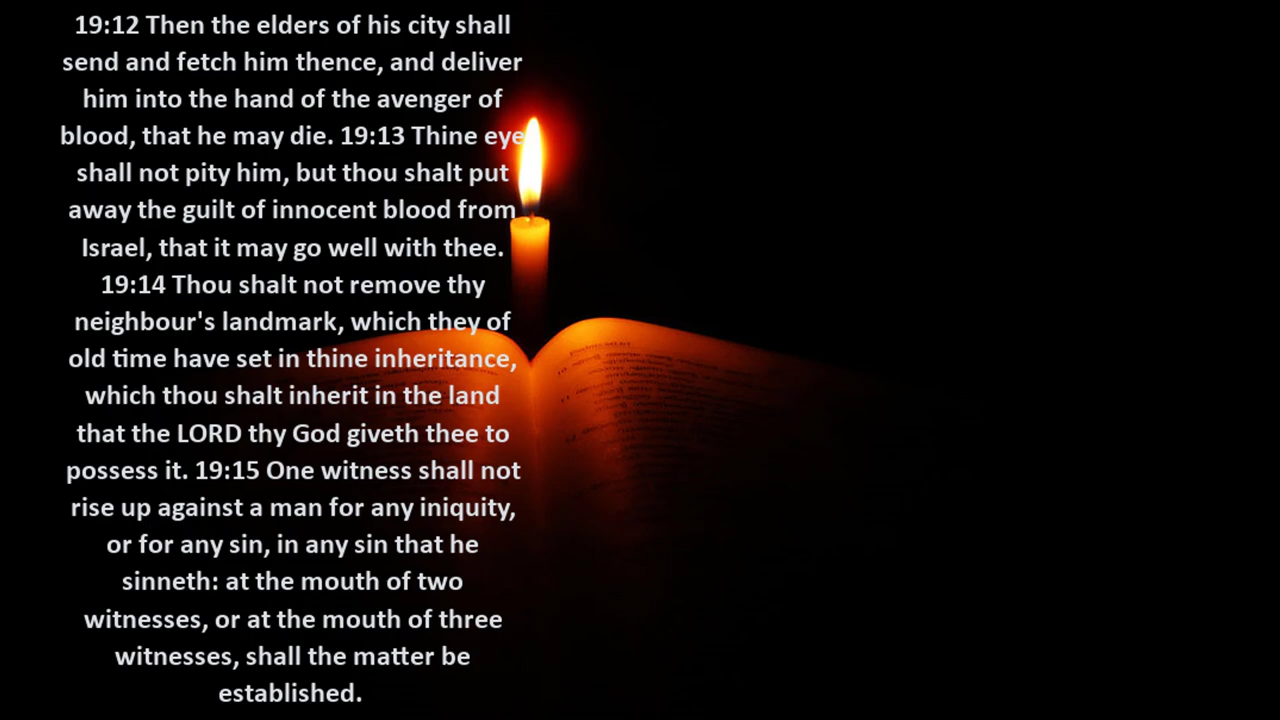 19:12 Then the elders of his city shall
send and fetch him thence, and deliver
him into the hand of the avenger of
blood, that he may die. 19:13 Thine eye
shall not pity him, but thou shalt put
away the guilt of innocent blood from
Israel, that it may go well with thee.
19:14 Thou shalt not remove thy
neighbour's landmark, which they of
old time have set in thine inheritance,
which thou shalt inherit in the land
that the LORD thy God giveth thee to
possess it. 19:15 One witness shall not
rise up against a man for any iniquity,
or for any sin, in any sin that he
sinneth: at the mouth of two
witnesses, or at the mouth of three
witnesses, shall the matter be
established.